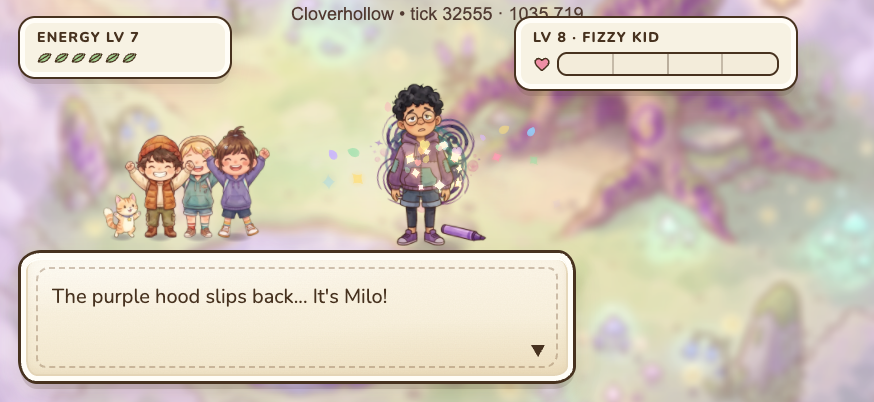 Cloverhollow • tick 32555 · 1035,719
ENERGY LV 7
LV 8 · FIZZY KID
The purple hood slips back... It's Milo!